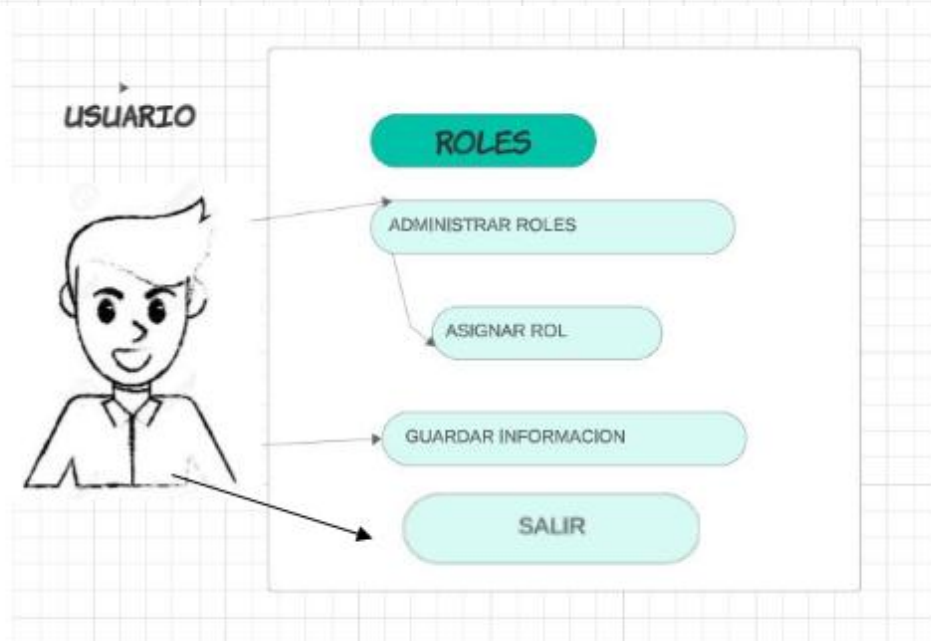 USUARIO
ROLES
ADMINISTRAR ROLES
ASIGNAR ROL
GUARDAR INFORMACION
SALIR